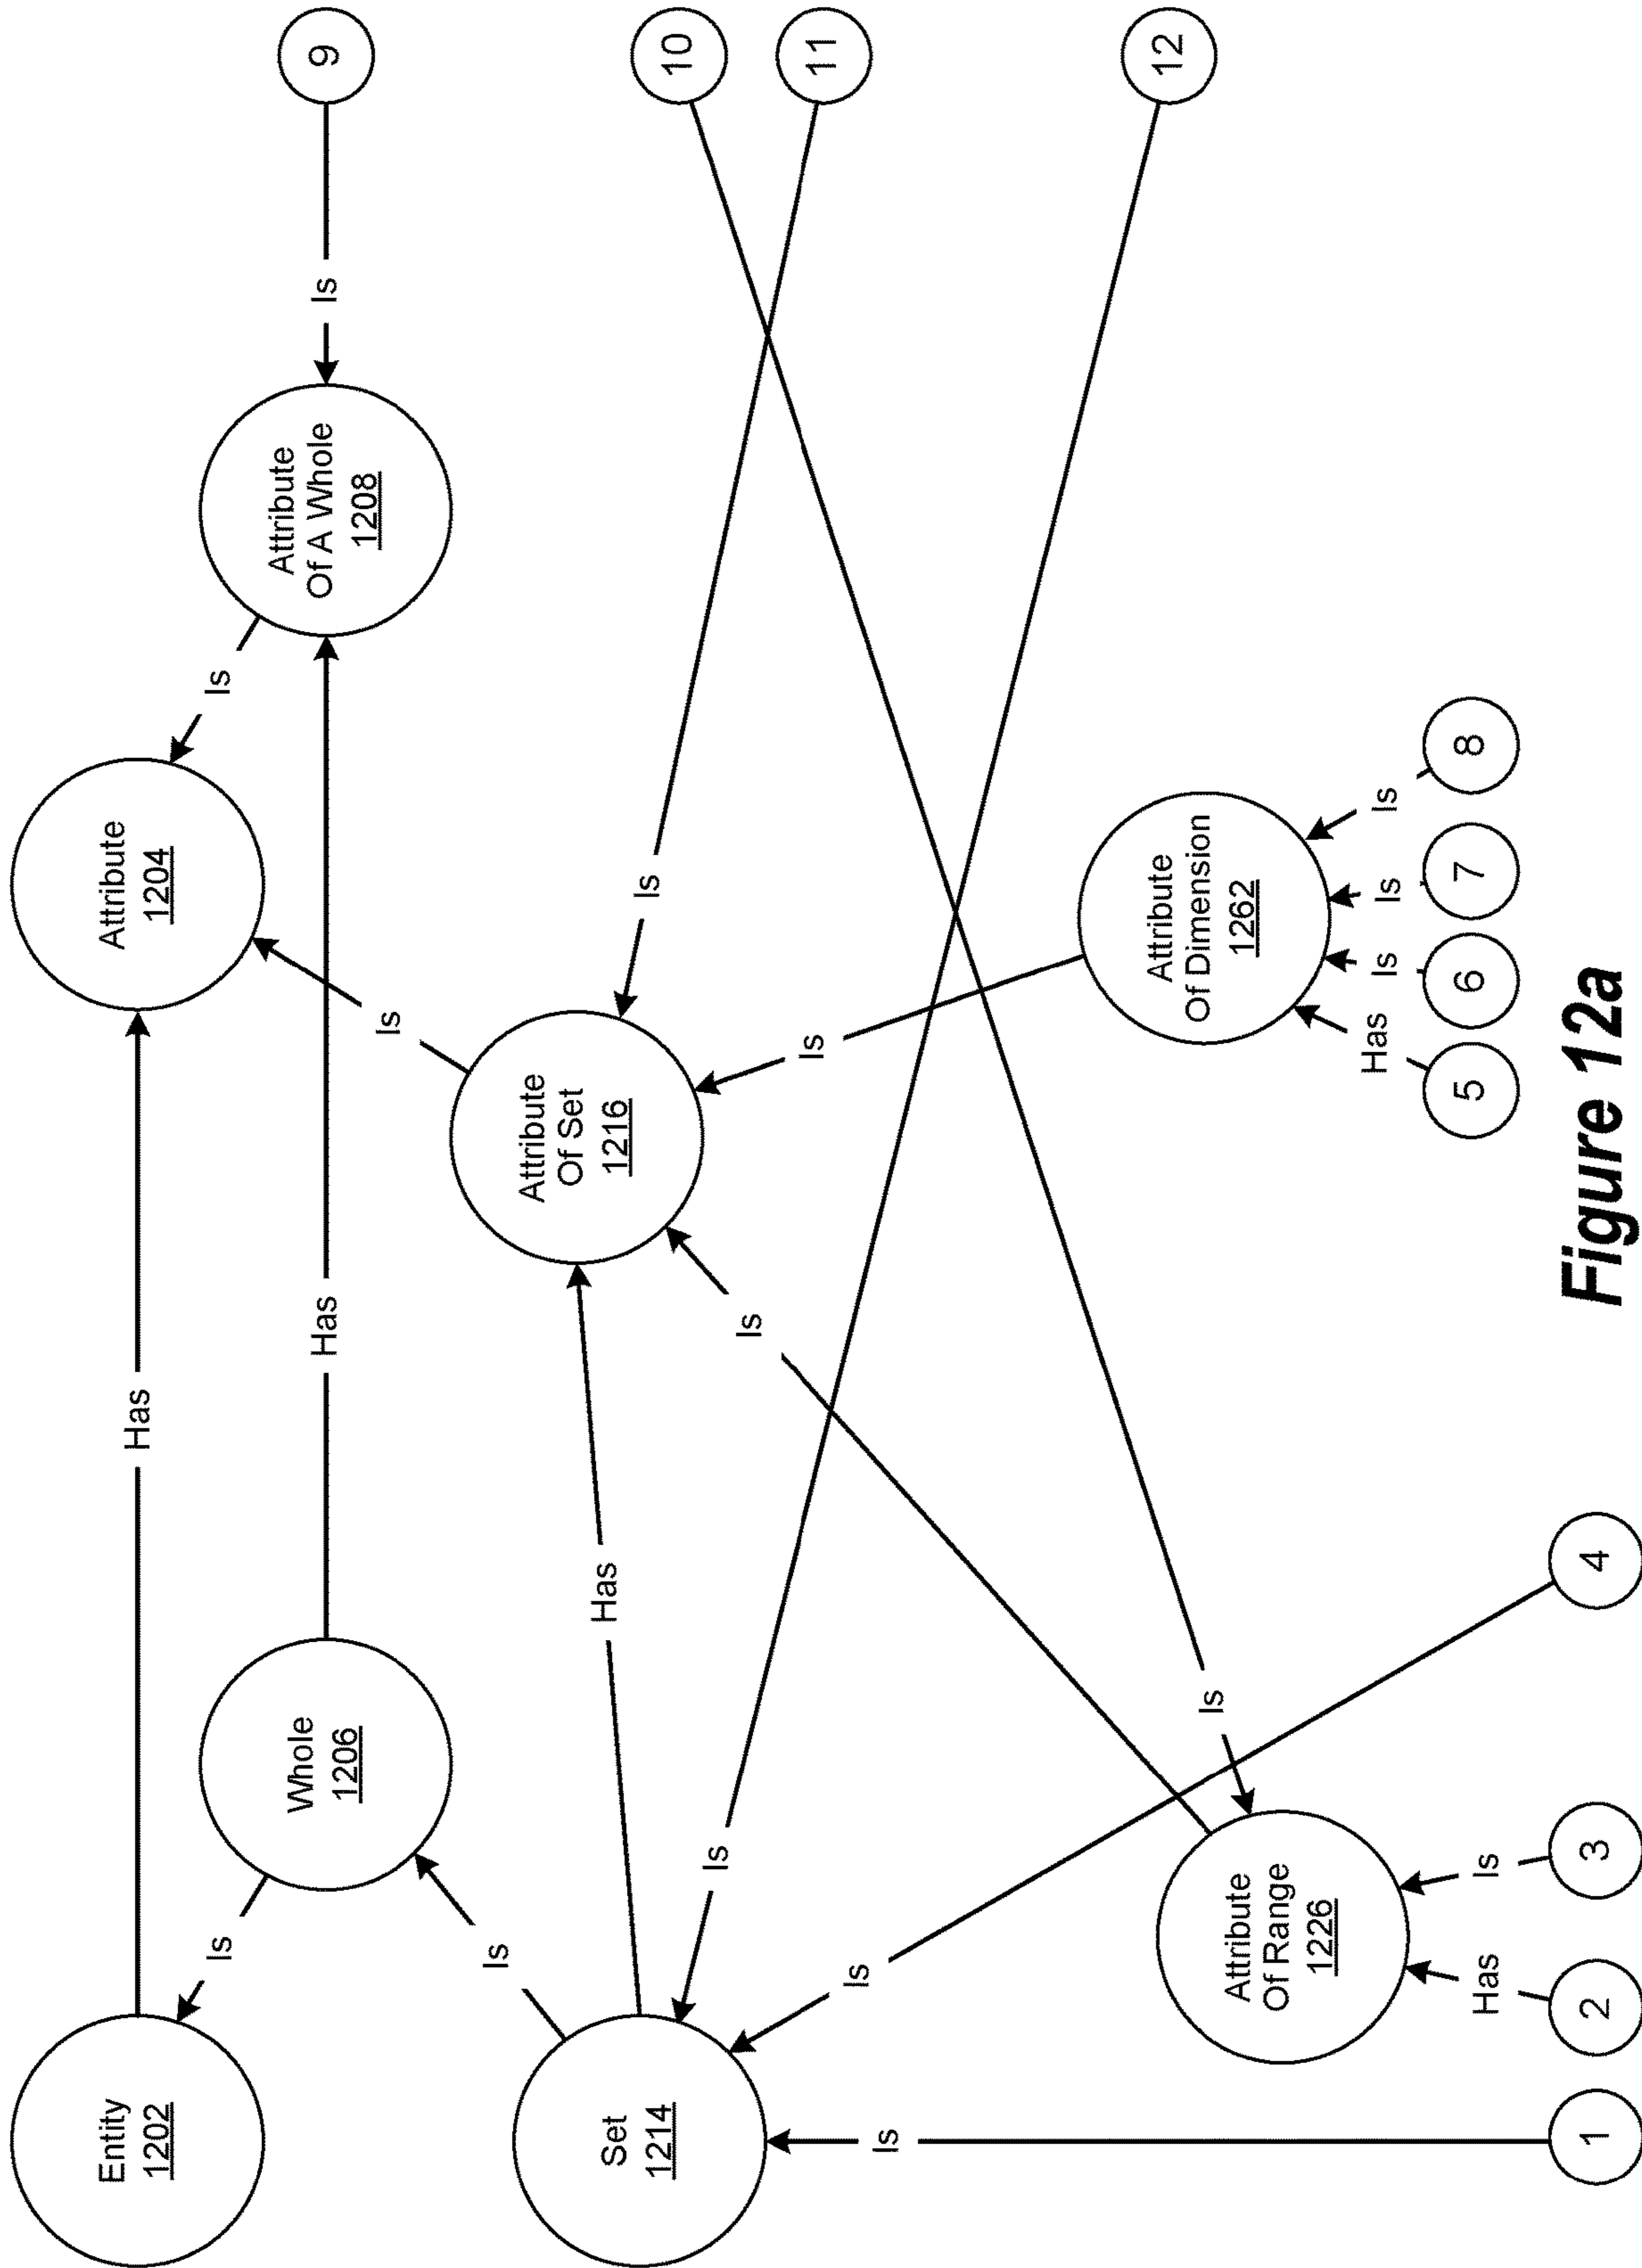 Entity
1202
Has
Attribute
1204
Is
Is
Whole
1206
Has
Attribute
Of A Whole
1208
Is
9
Is
Is
Set
1214
Has
Attribute
Of Set
1216
Is
10
Is
Is
Is
11
Is
Is
12
Attribute
Of Dimension
1262
Is
Attribute
Of Range
1226
Has
Is
Is
Is
5
6
7
8
Has
Is
1
2
3
4
Figure 12a